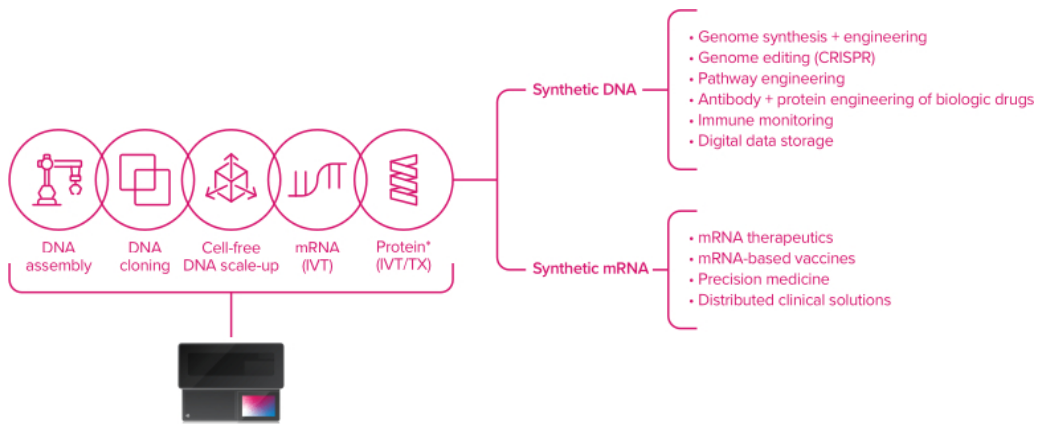 DNA
assembly
DNA
cloning
Cell-free
DNA scale-up
mRNA
(IVT)
Protein*
(IVT/TX)
Synthetic DNA
• Genome synthesis + engineering
• Genome editing (CRISPR)
• Pathway engineering
• Antibody + protein engineering of biologic drugs
• Immune monitoring
• Digital data storage
Synthetic mRNA
• mRNA therapeutics
• mRNA-based vaccines
• Precision medicine
• Distributed clinical solutions